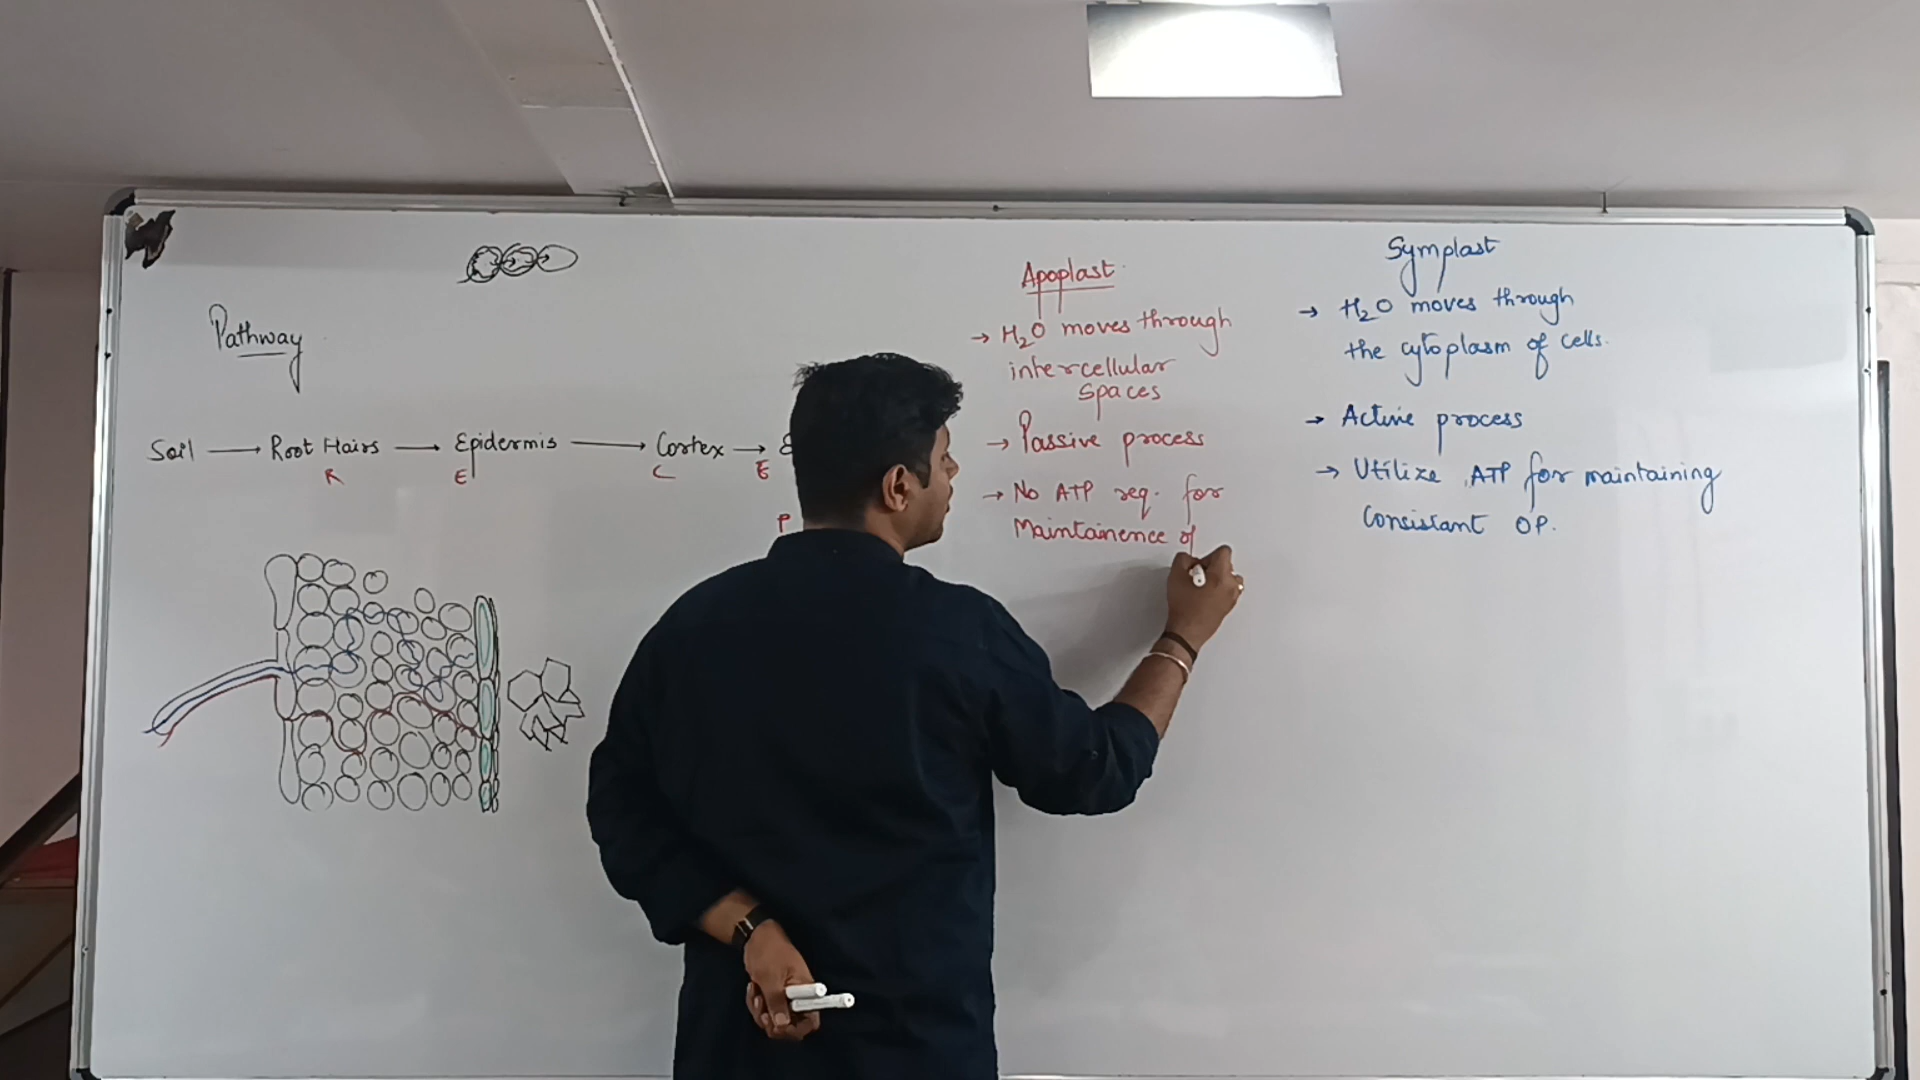 Pathway
Soil → Root Hairs → Epidermis → Cortex → E
R E C E
P
Apoplast
→ H₂O moves through
intercellular
spaces
→ Passive process
→ No ATP req. for
Maintainence of
Symplast
→ H₂O moves through
the cytoplasm of cells.
→ Active process
→ Utilize ATP for maintaining
Consistant OP.